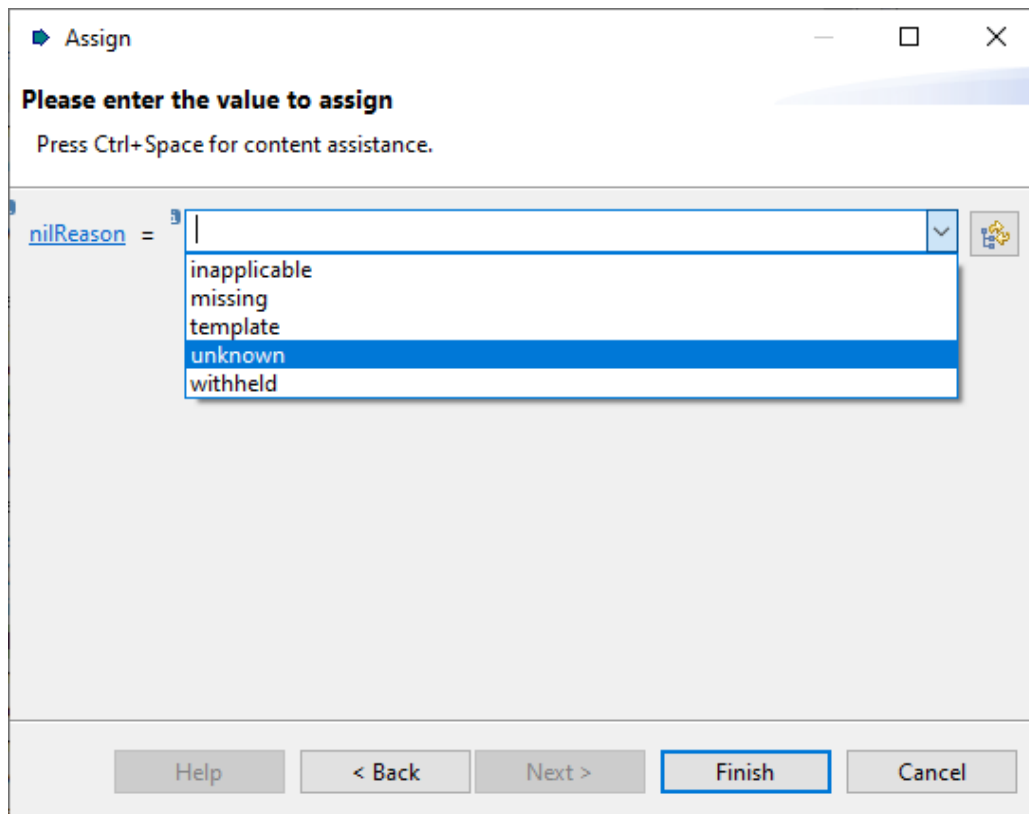 Assign
Please enter the value to assign
Press Ctrl+Space for content assistance.
nilReason =
inapplicable
missing
template
unknown
withheld
Help < Back Next > Finish Cancel